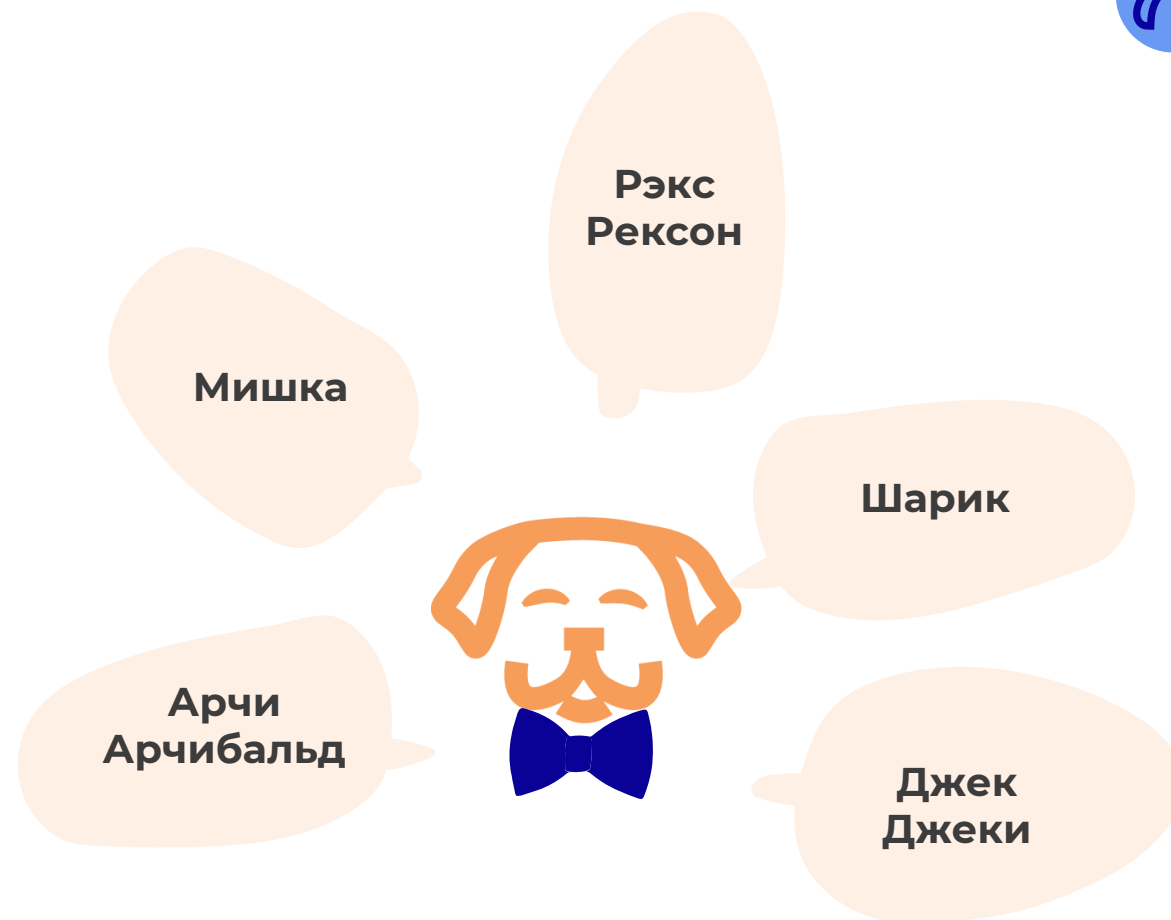 Рэкс
Рексон
Мишка
Шарик
Арчи
Арчибальд
Джек
Джеки